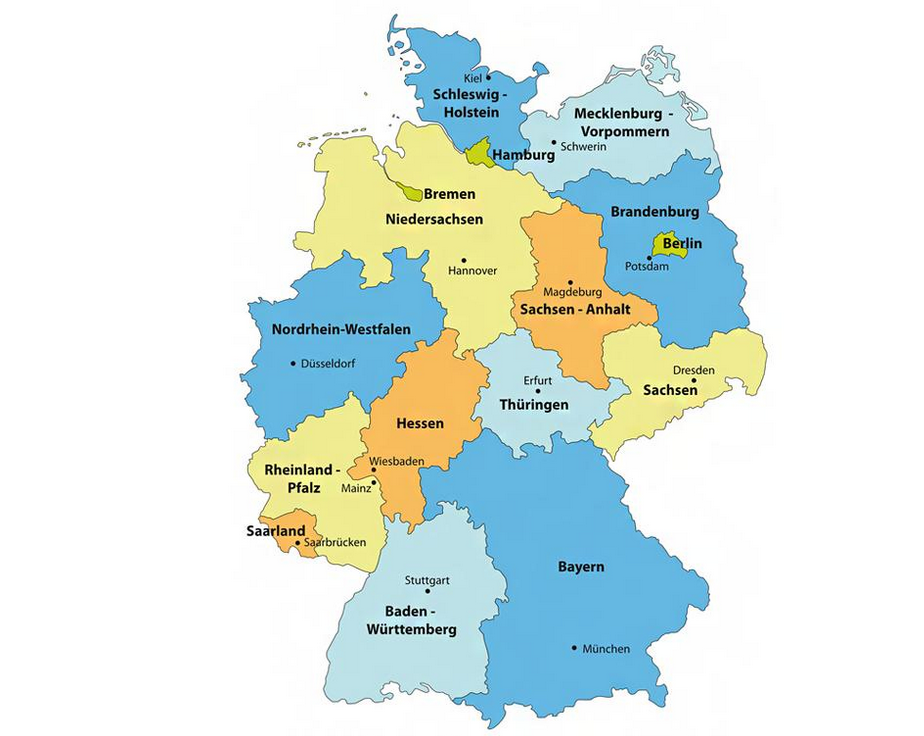 Kiel
Schleswig -
Holstein
Mecklenburg -
Vorpommern
Schwerin
Hamburg
Bremen
Niedersachsen
Brandenburg
Berlin
Potsdam
Hannover
Magdeburg
Sachsen - Anhalt
Nordrhein-Westfalen
Düsseldorf
Erfurt
Thüringen
Dresden
Sachsen
Hessen
Wiesbaden
Rheinland -
Pfalz
Mainz
Saarland
Saarbrücken
Bayern
Stuttgart
Baden -
Württemberg
München